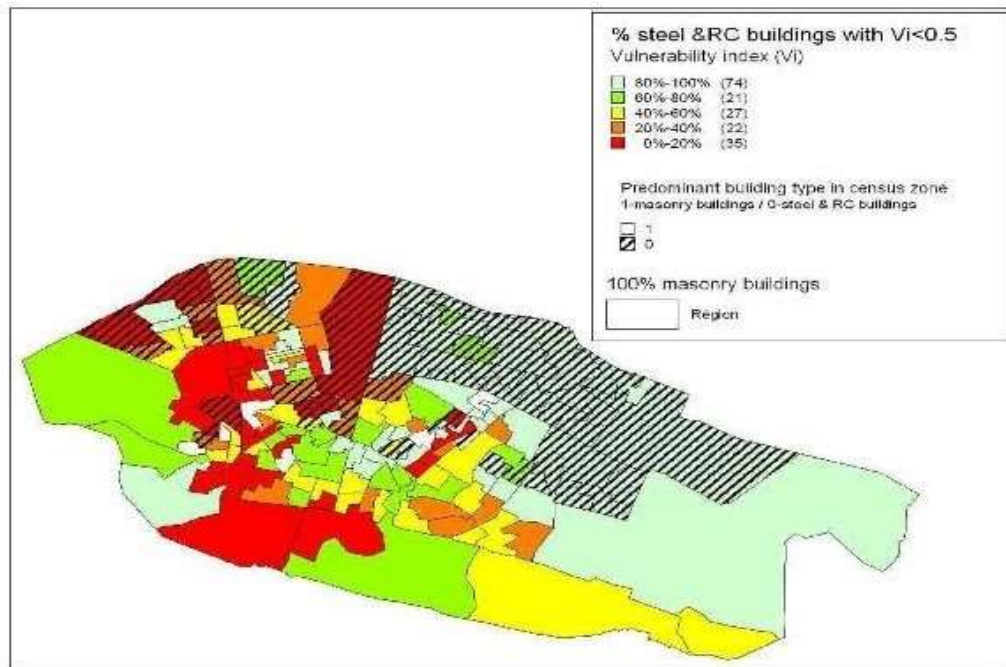 % steel &RC buildings with Vi<0.5
Vulnerability index (Vi)
80%-100% (74)
60%-80% (21)
40%-60% (27)
20%-40% (22)
0%-20% (35)
Predominant building type in census zone
1-masonry buildings / 0-steel & RC buildings
1
0
100% masonry buildings
Region